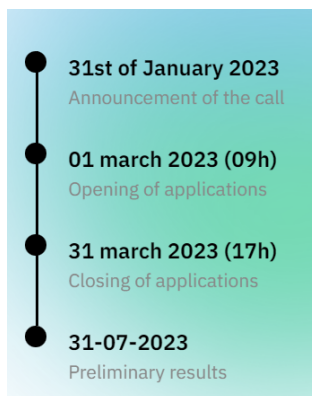 31st of January 2023
Announcement of the call
01 march 2023 (09h)
Opening of applications
31 march 2023 (17h)
Closing of applications
31-07-2023
Preliminary results